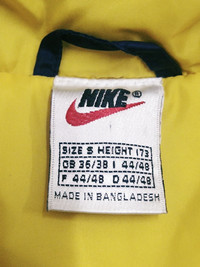 NIKE
SIZE S HEIGHT 173
GB 36/38 I 44/48
F 44/48 D 44/48
MADE IN BANGLADESH